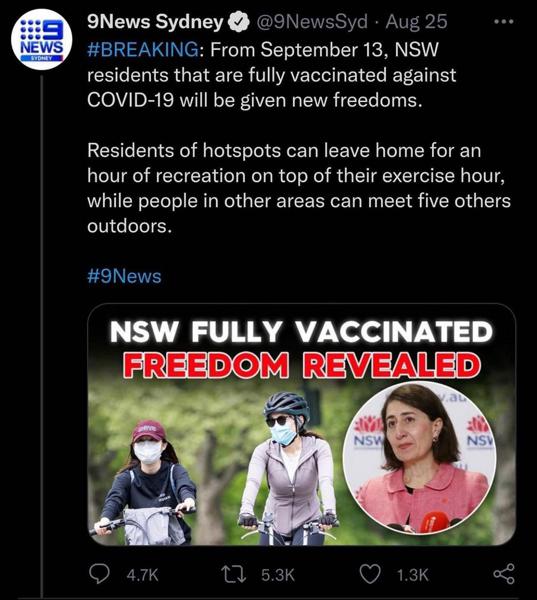 9News Sydney @9NewsSyd · Aug 25
9
NEWS
SYDNEY
#BREAKING: From September 13, NSW
residents that are fully vaccinated against
COVID-19 will be given new freedoms.
Residents of hotspots can leave home for an
hour of recreation on top of their exercise hour,
while people in other areas can meet five others
outdoors.
#9News
NSW FULLY VACCINATED
FREEDOM REVEALED
v.au
NSW
NSW
4.7K 5.3K 1.3K